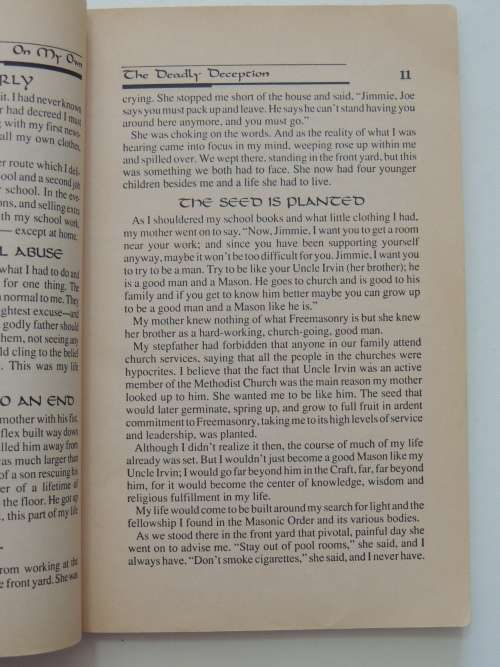 On My Own
RLY
it. I had never known
r had decreed I must
g with my first news-
all my own clothes,
er route which I del-
ool and a second job
r school. In the eve-
ons, and selling extra
th my school work,
— except at home.
L ABUSE
what I had to do and
for one thing. The
n normal to me. They
ightest excuse—and
godly father should
hem, not seeing any
ld cling to the belief
. This was my life
O AN END
mother with his fist.
flex built way down
lled him away from
as much larger than
of a son rescuing his
er of a lifetime of
the floor. He got up
, this part of my life
rom working at the
e front yard. She was
The Deadly Deception 11
crying. She stopped me short of the house and said, "Jimmie, Joe
says you must pack up and leave. He says he can't stand having you
around here anymore, and you must go."
She was choking on the words. And as the reality of what I was
hearing came into focus in my mind, weeping rose up within me
and spilled over. We wept there, standing in the front yard, but this
was something we both had to face. She now had four younger
children besides me and a life she had to live.
THE SEED IS PLANTED
As I shouldered my school books and what little clothing I had,
my mother went on to say, "Now, Jimmie, I want you to get a room
near your work; and since you have been supporting yourself
anyway, maybe it won't be too difficult for you. Jimmie, I want you
to try to be a man. Try to be like your Uncle Irvin (her brother); he
is a good man and a Mason. He goes to church and is good to his
family and if you get to know him better maybe you can grow up
to be a good man and a Mason like he is."
My mother knew nothing of what Freemasonry is but she knew
her brother as a hard-working, church-going, good man.
My stepfather had forbidden that anyone in our family attend
church services, saying that all the people in the churches were
hypocrites. I believe that the fact that Uncle Irvin was an active
member of the Methodist Church was the main reason my mother
looked up to him. She wanted me to be like him. The seed that
would later germinate, spring up, and grow to full fruit in ardent
commitment to Freemasonry, taking me to its high levels of service
and leadership, was planted.
Although I didn't realize it then, the course of much of my life
already was set. But I wouldn't just become a good Mason like my
Uncle Irvin; I would go far beyond him in the Craft, far, far beyond
him, for it would become the center of knowledge, wisdom and
religious fulfillment in my life.
My life would come to be built around my search for light and the
fellowship I found in the Masonic Order and its various bodies.
As we stood there in the front yard that pivotal, painful day she
went on to advise me. "Stay out of pool rooms," she said, and I
always have. "Don't smoke cigarettes," she said, and I never have.